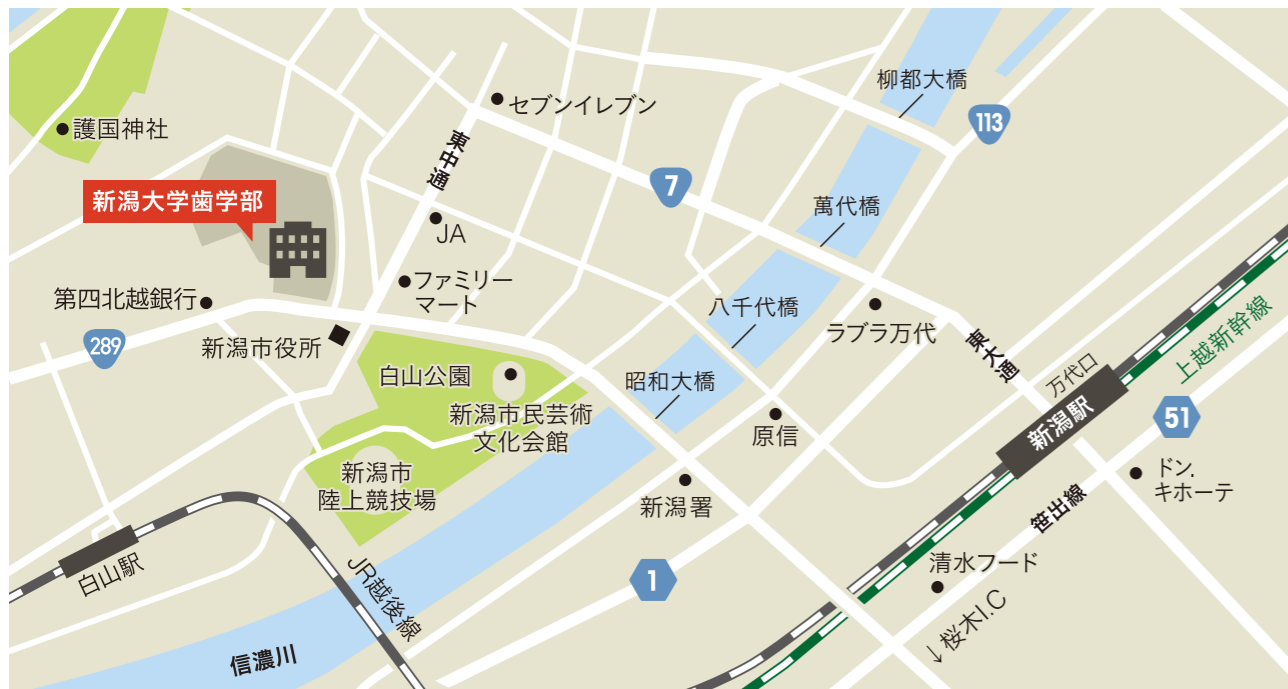 柳都大橋
セブンイレブン
113
護国神社
東中通
7
新潟大学歯学部
萬代橋
JA
ファミリー
マート
第四北越銀行
八千代橋
ラブラ万代
289
新潟市役所
東大通
上越新幹線
白山公園
昭和大橋
万代口
新潟駅
51
新潟市民芸術
文化会館
原信
新潟市
陸上競技場
新潟署
ドン.
キホーテ
笹出線
白山駅
JR越後線
1
清水フード
↓桜木I.C
信濃川